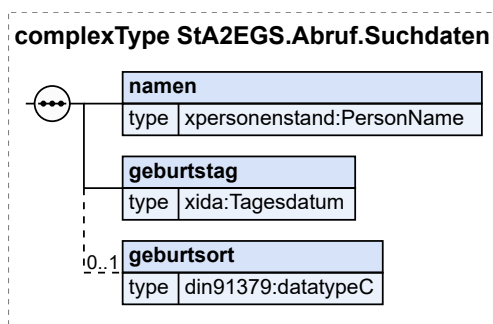 complexType StA2EGS.Abruf.Suchdaten
namen
type xpersonenstand:PersonName
geburtstag
type xida:Tagesdatum
0..1 geburtsort
type din91379:datatypeC